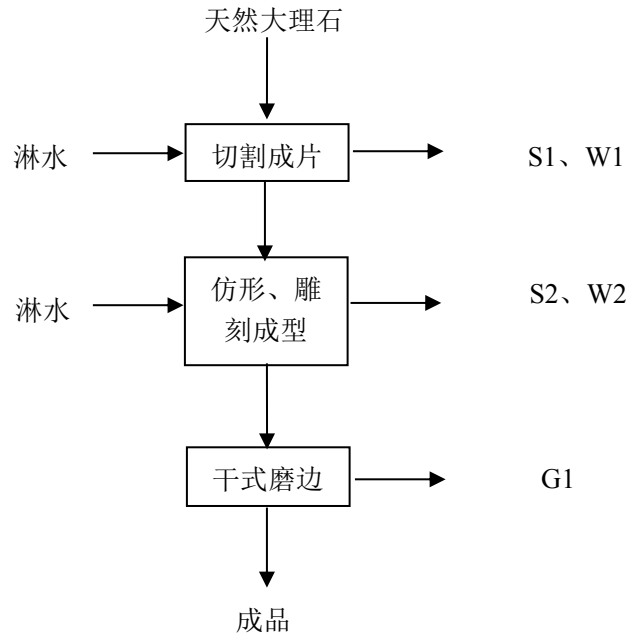 天然大理石
淋水
切割成片
S1、W1
淋水
仿形、雕
刻成型
S2、W2
干式磨边
G1
成品